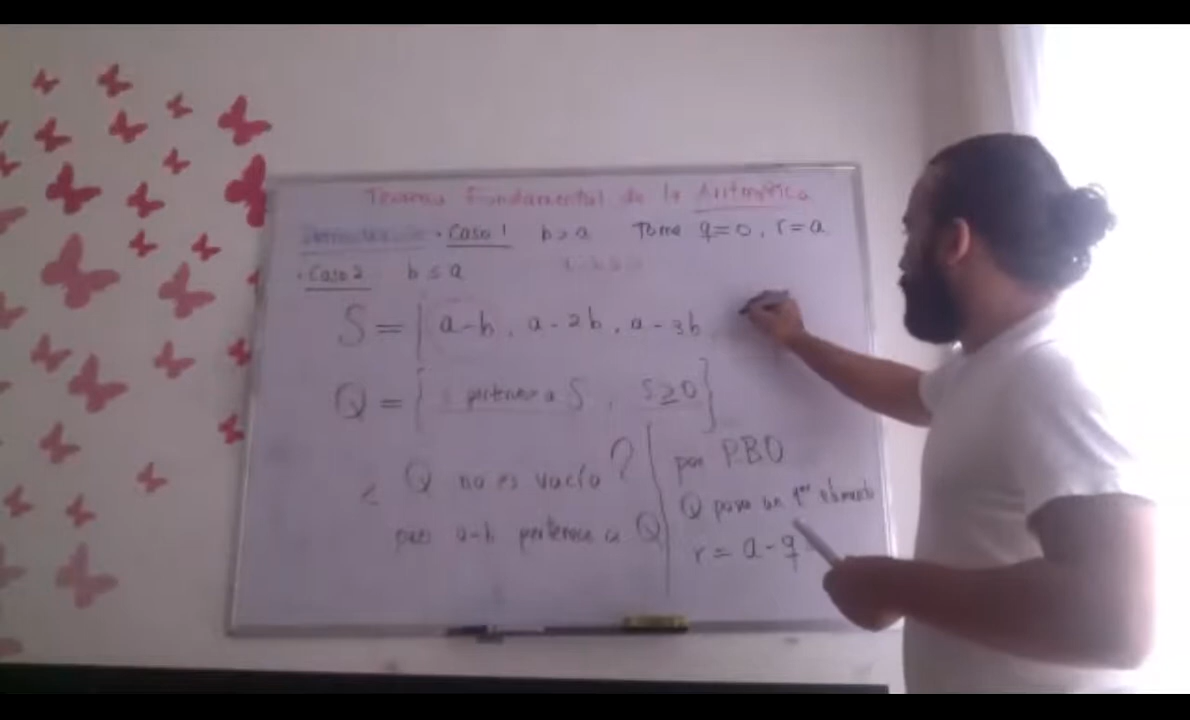 Teorema Fundamental de la Aritmética
· Caso 1 b > a Tome q=0, r=a
· Caso 2 b ≤ a
S = { a-b, a-2b, a-3b
Q = { s pertenece a S, s≥0 }
Q no es vacío?
pues a-b pertenece a Q
por PBO
Q posee un 1er elemento
r = a-q